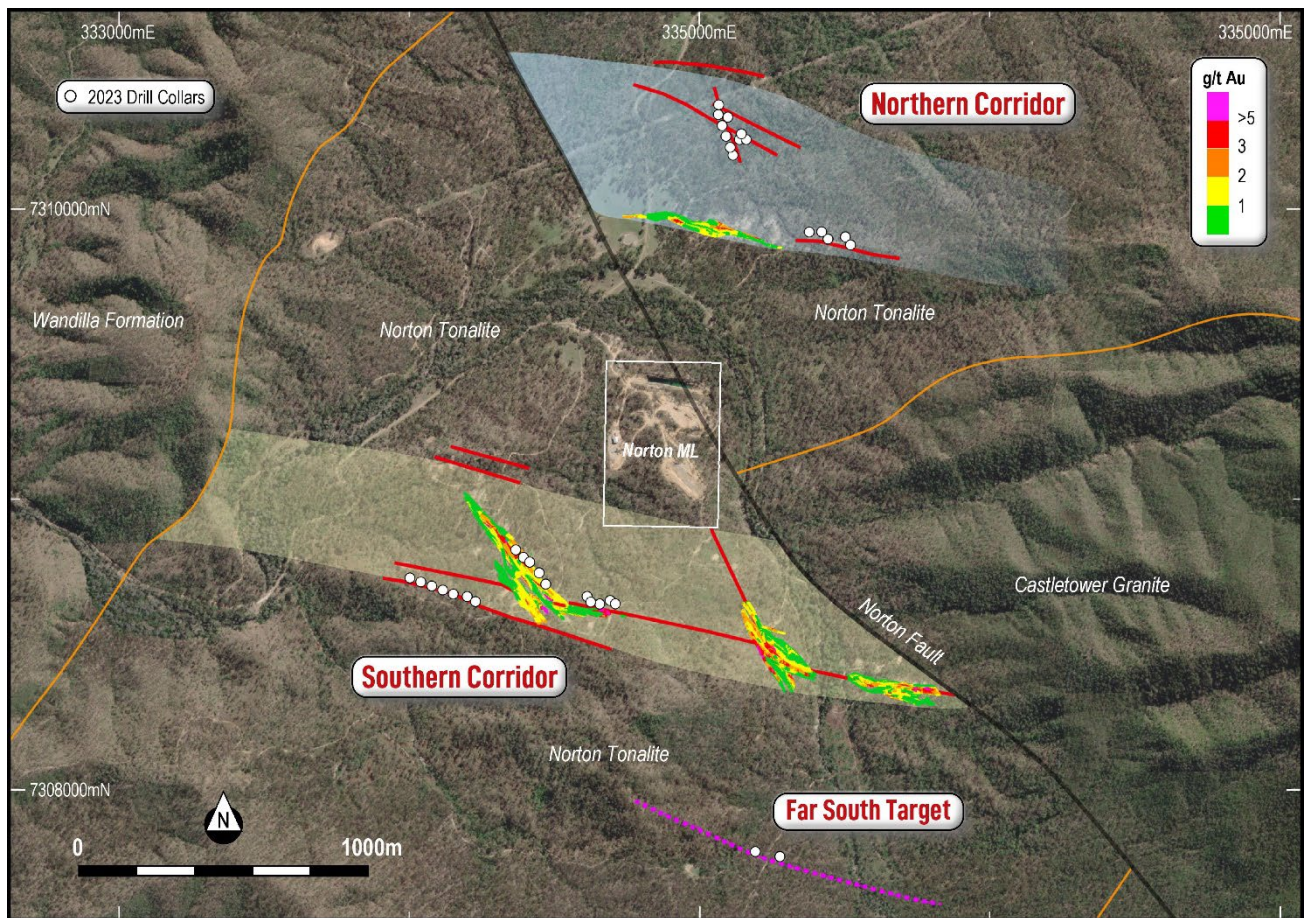 333000mE
335000mE
335000mE
2023 Drill Collars
g/t Au
>5
3
2
1
Northern Corridor
7310000mN
Wandilla Formation
Norton Tonalite
Norton Tonalite
Norton ML
Castletower Granite
Norton Fault
Southern Corridor
Norton Tonalite
7308000mN
Far South Target
N
0
1000m